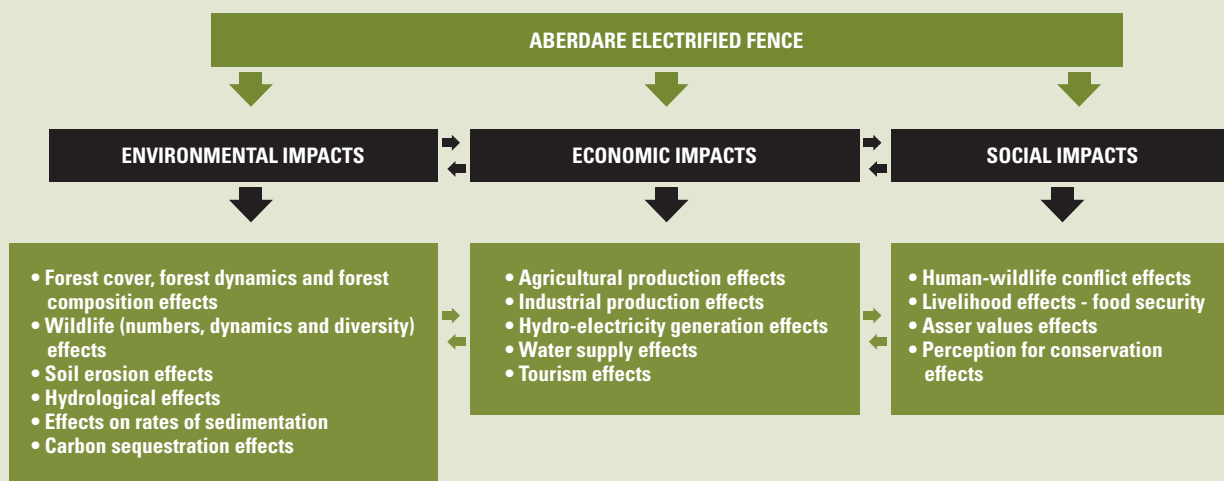 ABERDARE ELECTRIFIED FENCE
ENVIRONMENTAL IMPACTS
ECONOMIC IMPACTS
SOCIAL IMPACTS
• Forest cover, forest dynamics and forest
composition effects
• Wildlife (numbers, dynamics and diversity)
effects
• Soil erosion effects
• Hydrological effects
• Effects on rates of sedimentation
• Carbon sequestration effects
• Agricultural production effects
• Industrial production effects
• Hydro-electricity generation effects
• Water supply effects
• Tourism effects
• Human-wildlife conflict effects
• Livelihood effects - food security
• Asser values effects
• Perception for conservation
effects